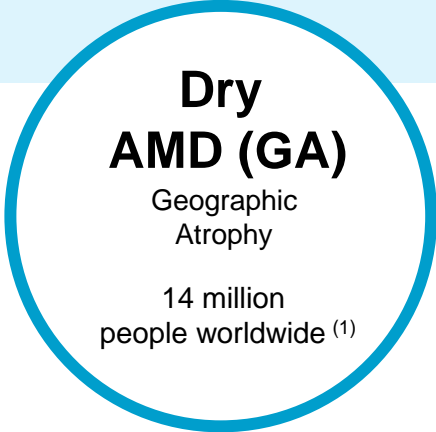 Dry
AMD (GA)
Geographic
Atrophy
14 million
people worldwide (1)